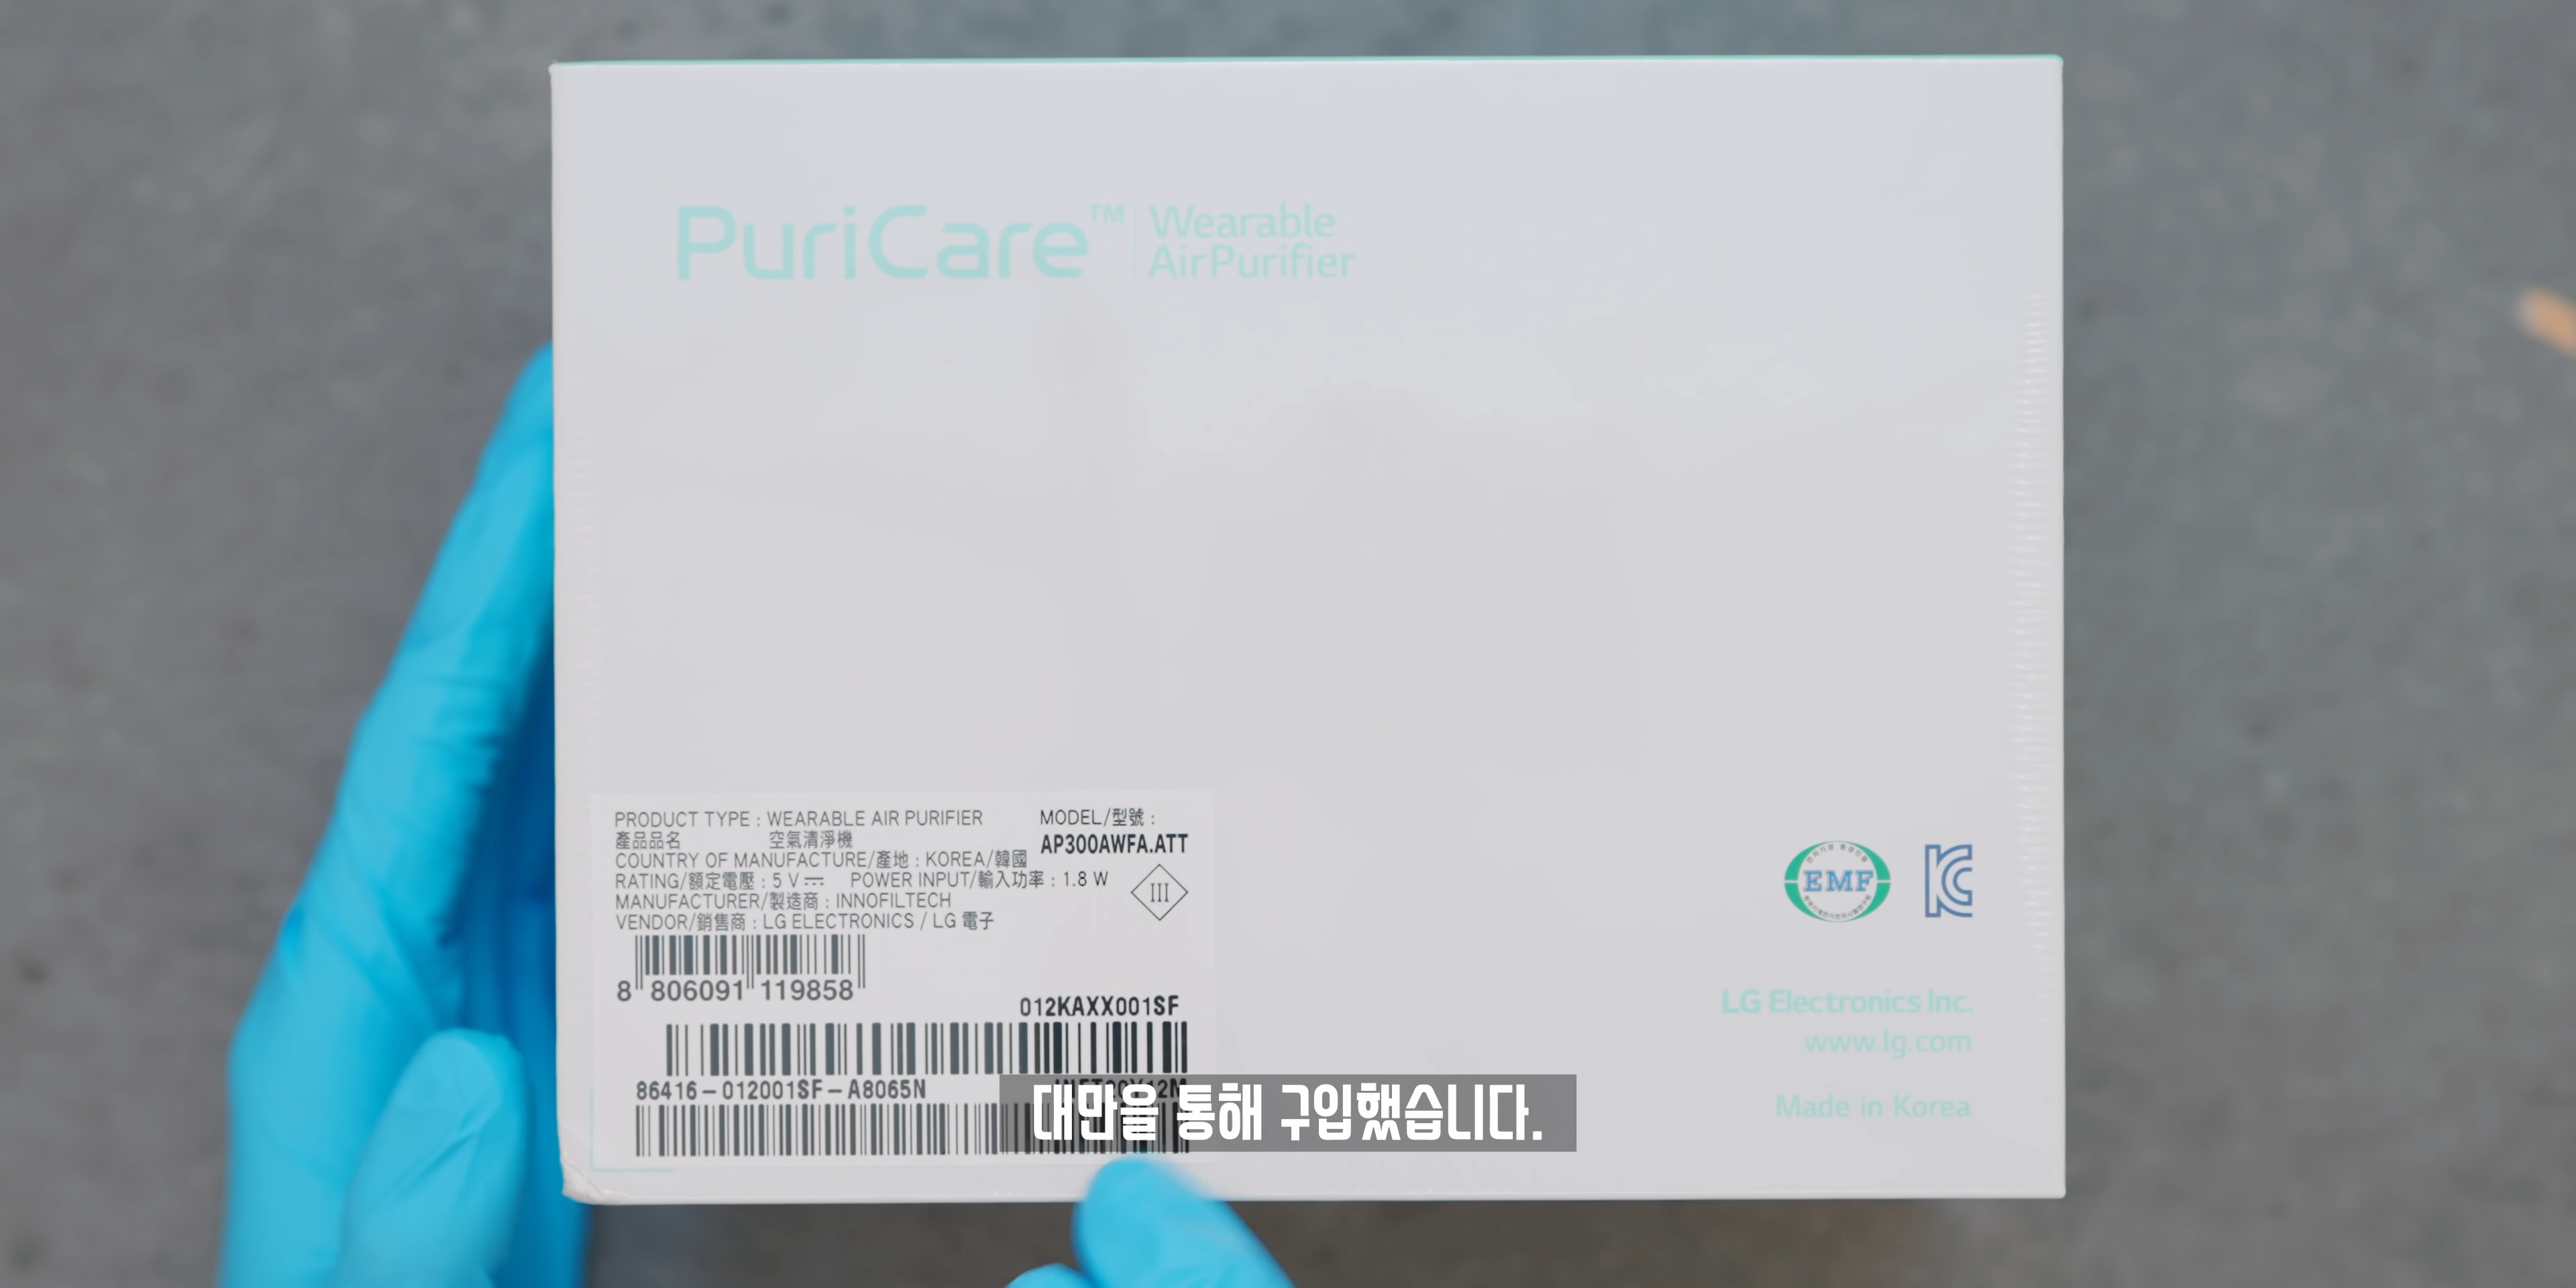 PuriCare™ Wearable
AirPurifier
PRODUCT TYPE : WEARABLE AIR PURIFIER
產品品名 空氣清淨機
COUNTRY OF MANUFACTURE/產地 : KOREA/韓國
RATING/額定電壓 : 5 V ⎓ POWER INPUT/輸入功率 : 1.8 W
MANUFACTURER/製造商 : INNOFILTECH
VENDOR/銷售商 : LG ELECTRONICS / LG 電子
MODEL/型號 :
AP300AWFA.ATT
III
8 806091 119858
012KAXX001SF
86416-012001SF-A8065N
EMF
KC
LG Electronics Inc.
www.lg.com
Made in Korea
대만을 통해 구입했습니다.